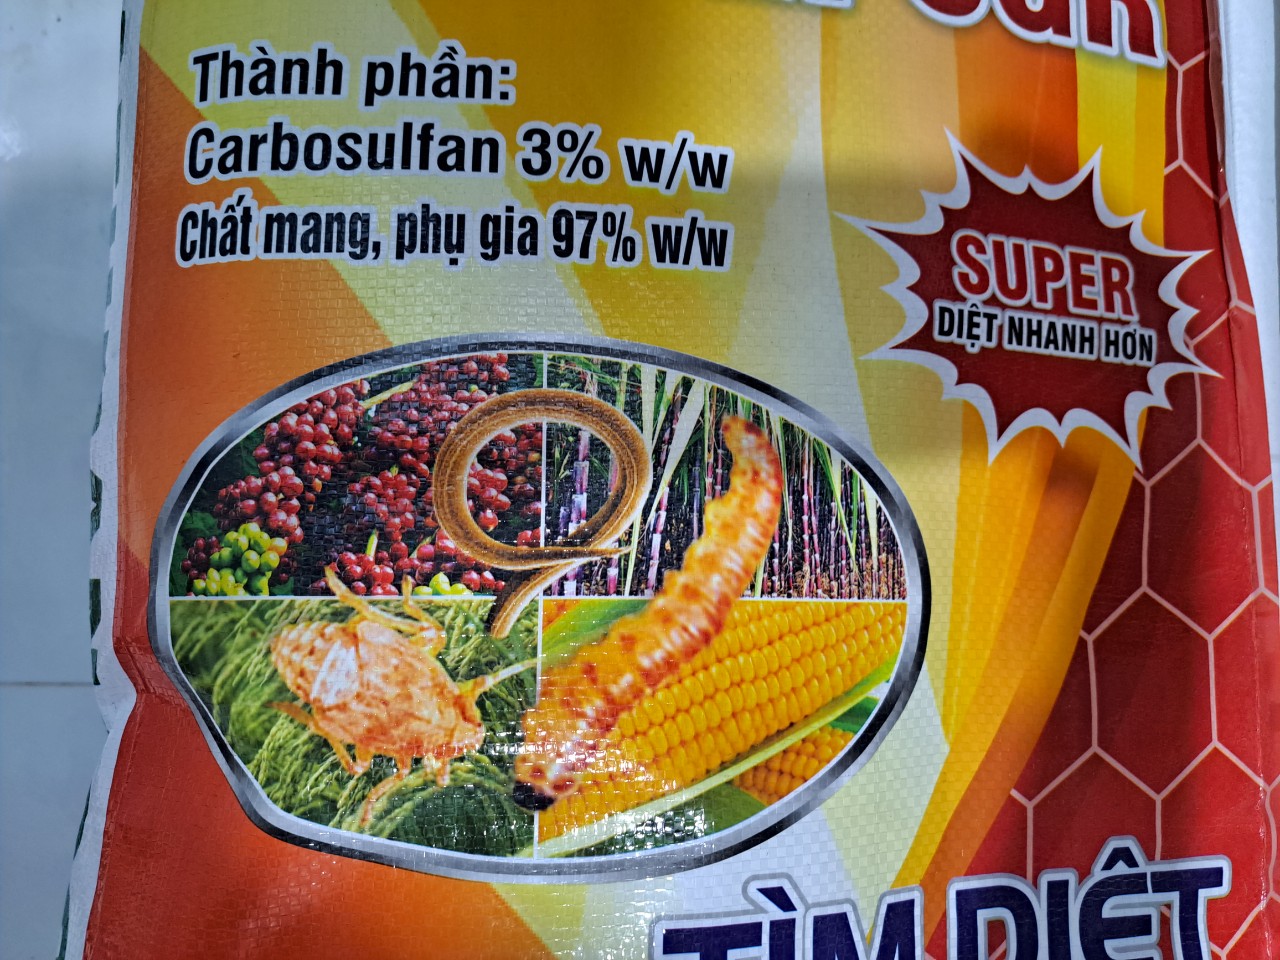 Thành phần:
Carbosulfan 3% w/w
Chất mang, phụ gia 97% w/w
SUPER
DIỆT NHANH HƠN
TÌM DIỆT